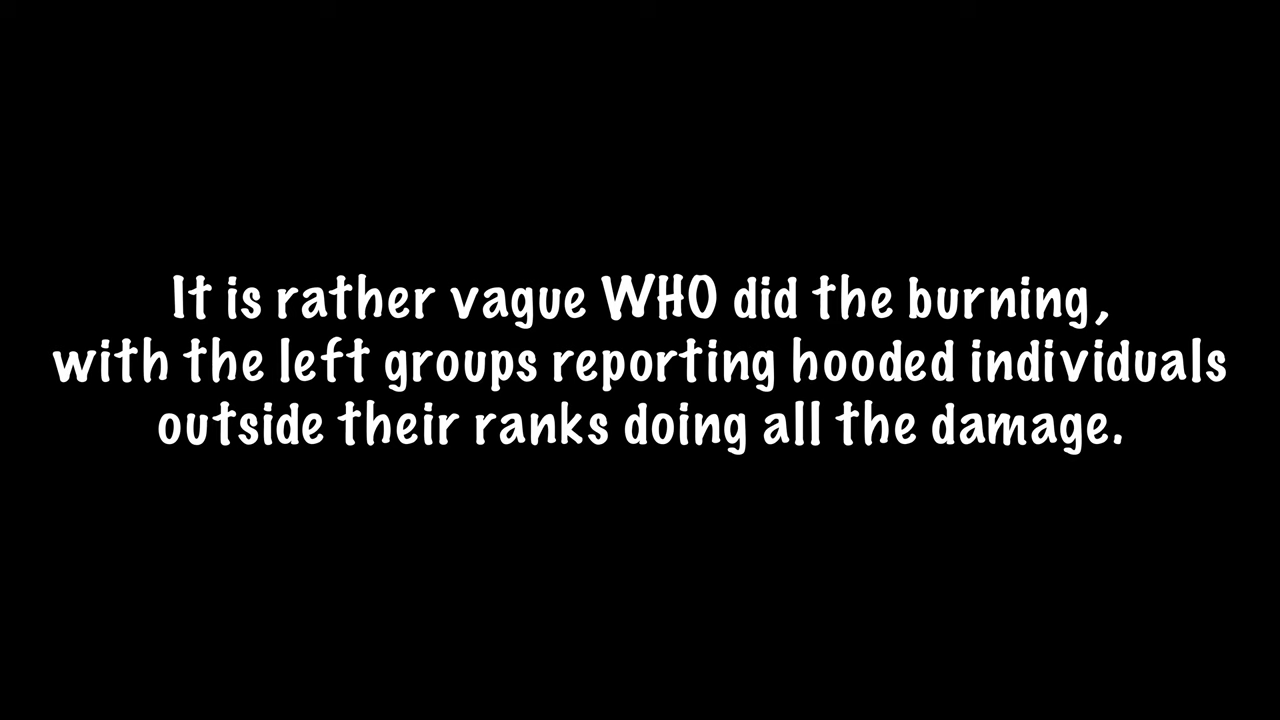 It is rather vague WHO did the burning,
with the left groups reporting hooded individuals
outside their ranks doing all the damage.